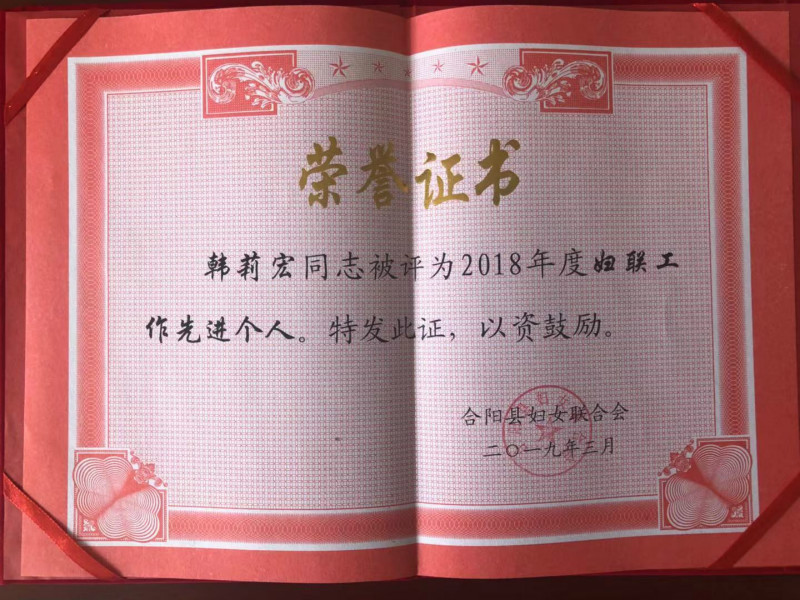 荣誉证书
韩莉宏同志被评为2018年度妇联工
作先进个人。特发此证，以资鼓励。
合阳县妇女联合会
二〇一九年三月